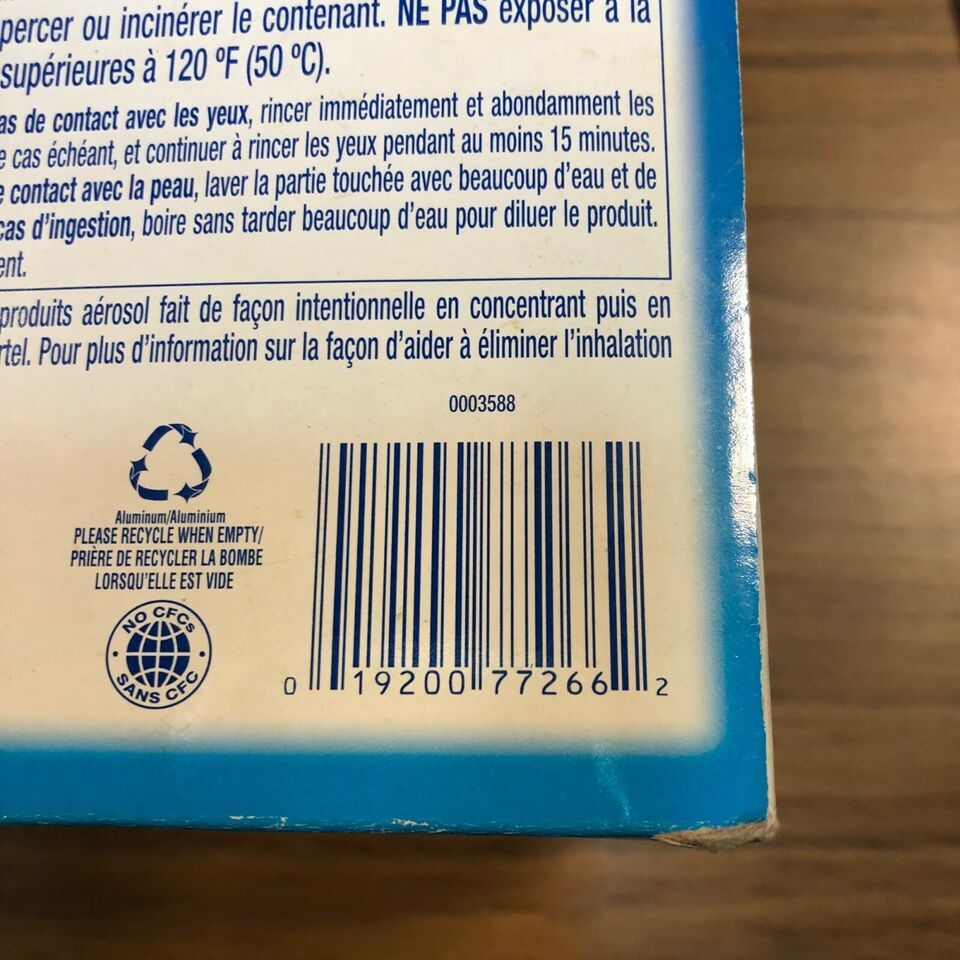 percer ou incinérer le contenant. NE PAS exposer à la
supérieures à 120 °F (50 °C).
as de contact avec les yeux, rincer immédiatement et abondamment les
e cas échéant, et continuer à rincer les yeux pendant au moins 15 minutes.
e contact avec la peau, laver la partie touchée avec beaucoup d'eau et de
cas d'ingestion, boire sans tarder beaucoup d'eau pour diluer le produit.
ent.
produits aérosol fait de façon intentionnelle en concentrant puis en
rtel. Pour plus d'information sur la façon d'aider à éliminer l'inhalation
0003588
Aluminum/Aluminium
PLEASE RECYCLE WHEN EMPTY/
PRIÈRE DE RECYCLER LA BOMBE
LORSQU'ELLE EST VIDE
NO CFCs
SANS CFC
0 19200 77266 2